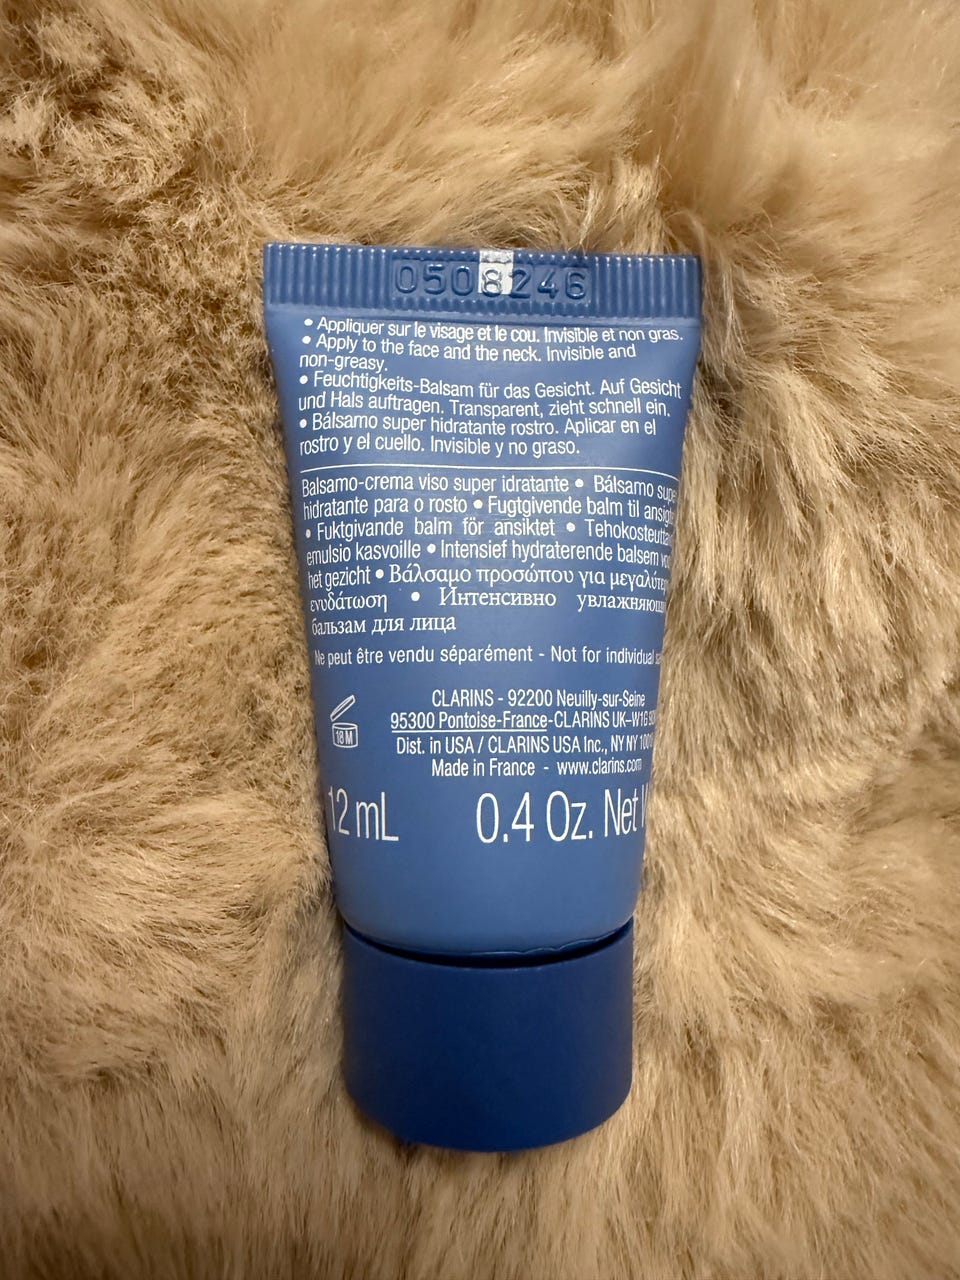 0508246
• Appliquer sur le visage et le cou. Invisible et non gras.
• Apply to the face and the neck. Invisible and
non-greasy.
• Feuchtigkeits-Balsam für das Gesicht. Auf Gesicht
und Hals auftragen. Transparent, zieht schnell ein.
• Bálsamo super hidratante rostro. Aplicar en el
rostro y el cuello. Invisible y no graso.
Balsamo-crema viso super idratante • Bálsamo
hidratante para o rosto • Fugtgivende balm til
• Fuktgivande balm för ansiktet •
emulsio kasvoille • Intensief hydraterende balsem
het gezicht • Βάλσαμο προσώπου για
ενυδάτωση • Интенсивно
бальзам для лица
Ne peut être vendu séparément - Not for individual
CLARINS - 92200 Neuilly-sur-Seine
95300 Pontoise-France-CLARINS UK-W1G
Dist. in USA / CLARINS USA Inc., NY NY
Made in France - www.clarins.com
18M
12 mL 0.4 Oz. Net